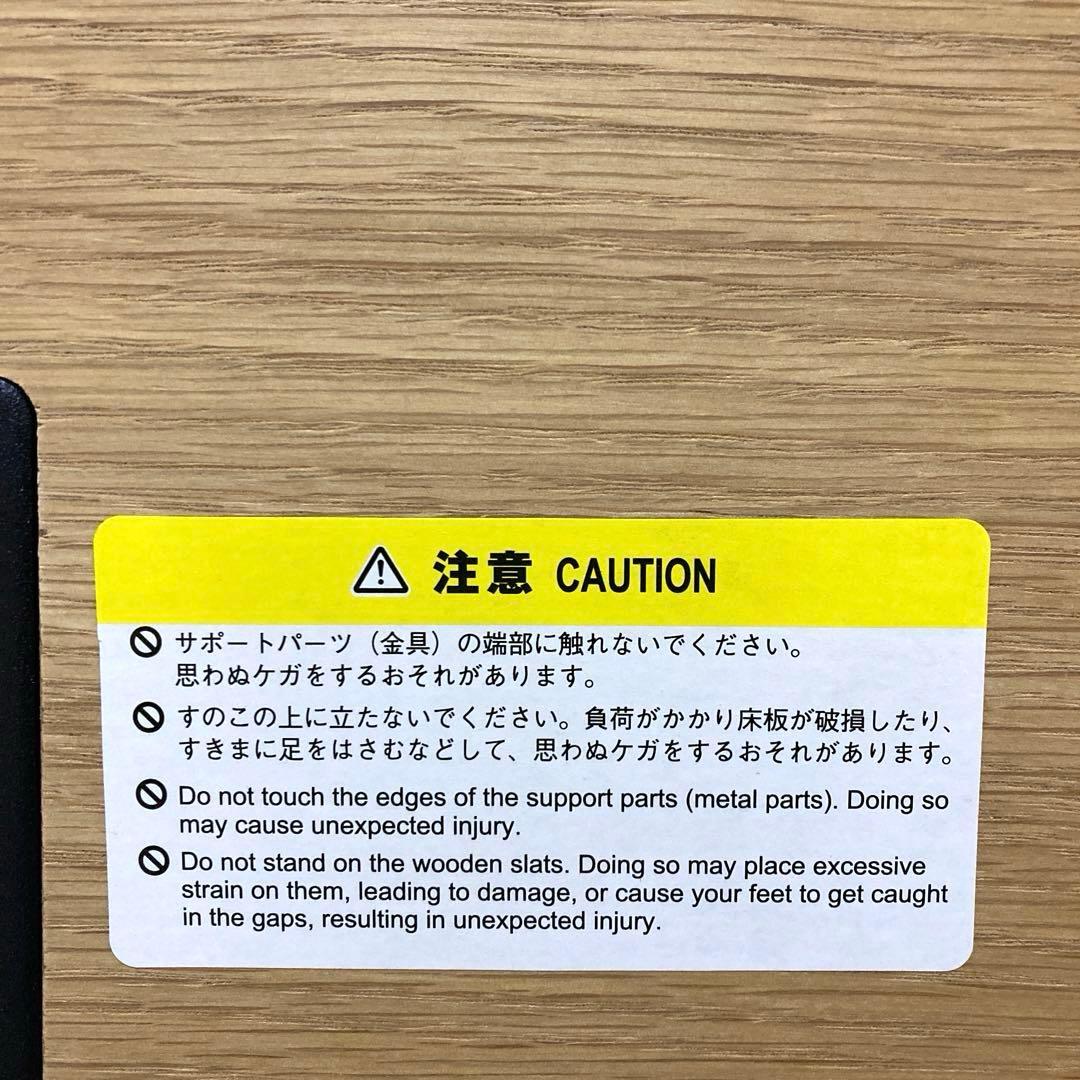 注意 CAUTION
サポートパーツ（金具）の端部に触れないでください。
思わぬケガをするおそれがあります。
すのこの上に立たないでください。負荷がかかり床板が破損したり、
すきまに足をはさむなどして、思わぬケガをするおそれがあります。
Do not touch the edges of the support parts (metal parts). Doing so
may cause unexpected injury.
Do not stand on the wooden slats. Doing so may place excessive
strain on them, leading to damage, or cause your feet to get caught
in the gaps, resulting in unexpected injury.